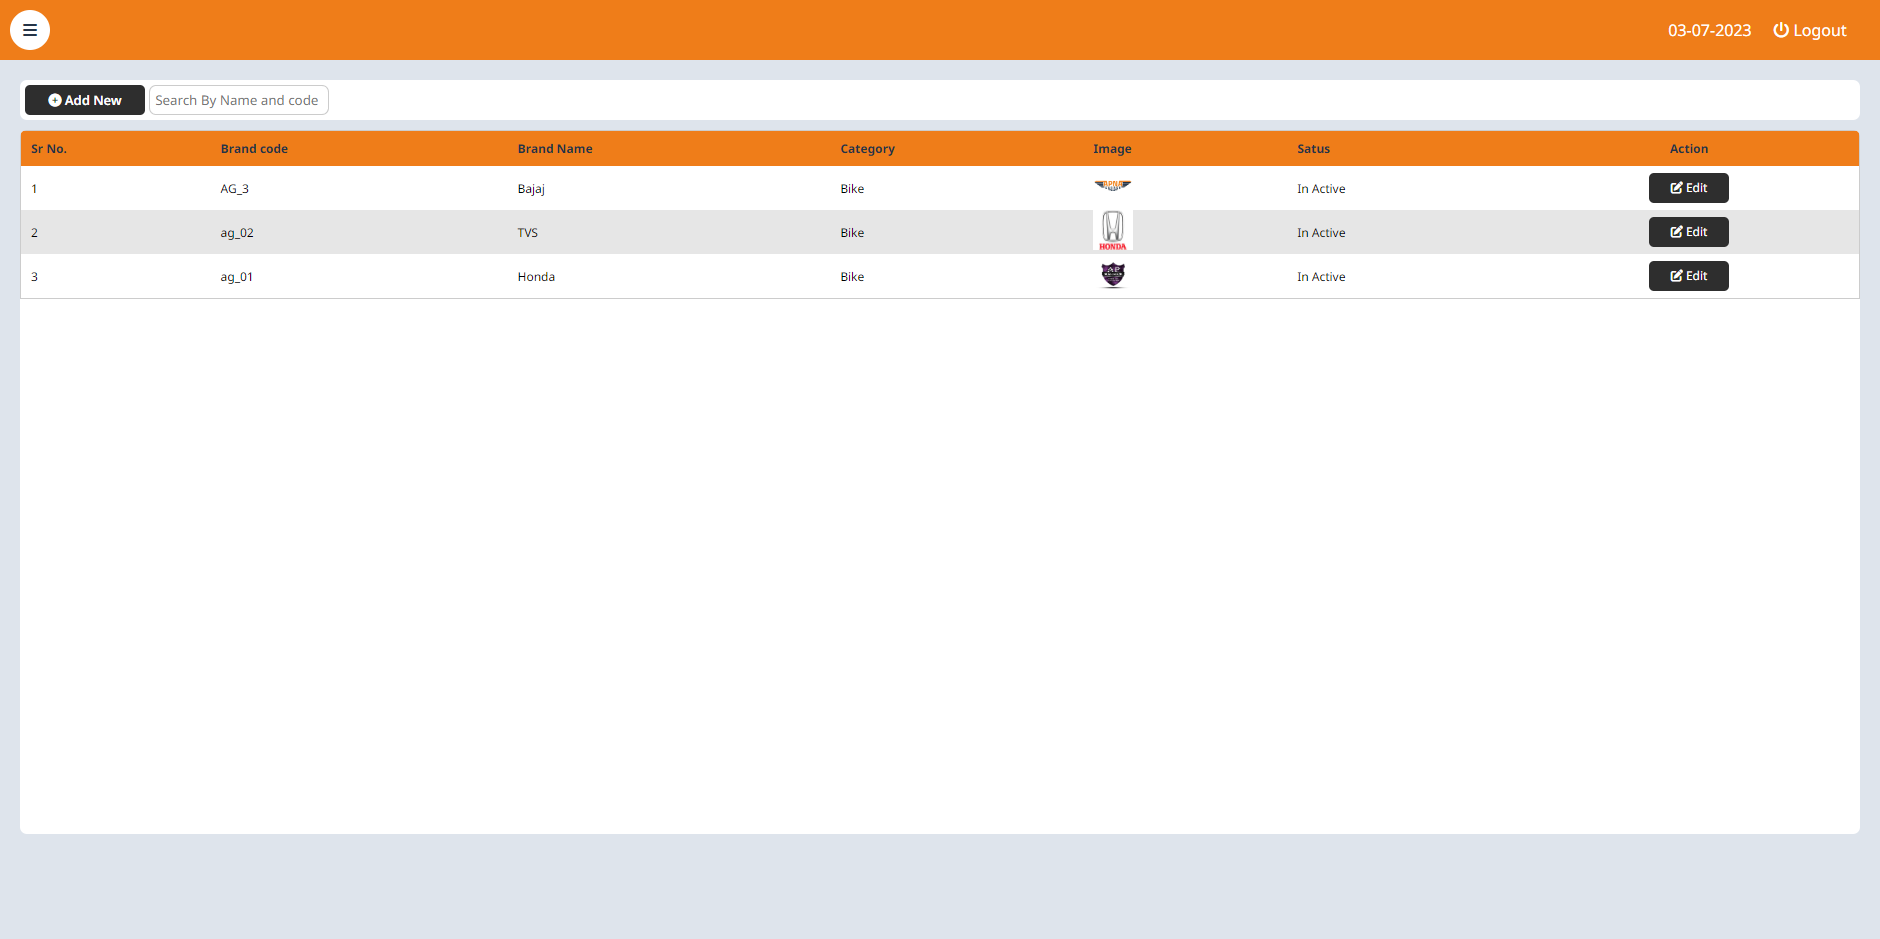 03-07-2023 Logout
Add New Search By Name and code
Sr No. Brand code Brand Name Category Image Satus Action
1 AG_3 Bajaj Bike In Active Edit
2 ag_02 TVS Bike HONDA In Active Edit
3 ag_01 Honda Bike In Active Edit